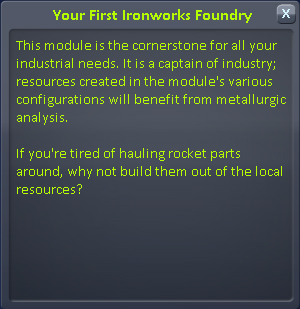 Your First Ironworks Foundry
X
This module is the cornerstone for all your
industrial needs. It is a captain of industry;
resources created in the module's various
configurations will benefit from metallurgic
analysis.
If you're tired of hauling rocket parts
around, why not build them out of the local
resources?